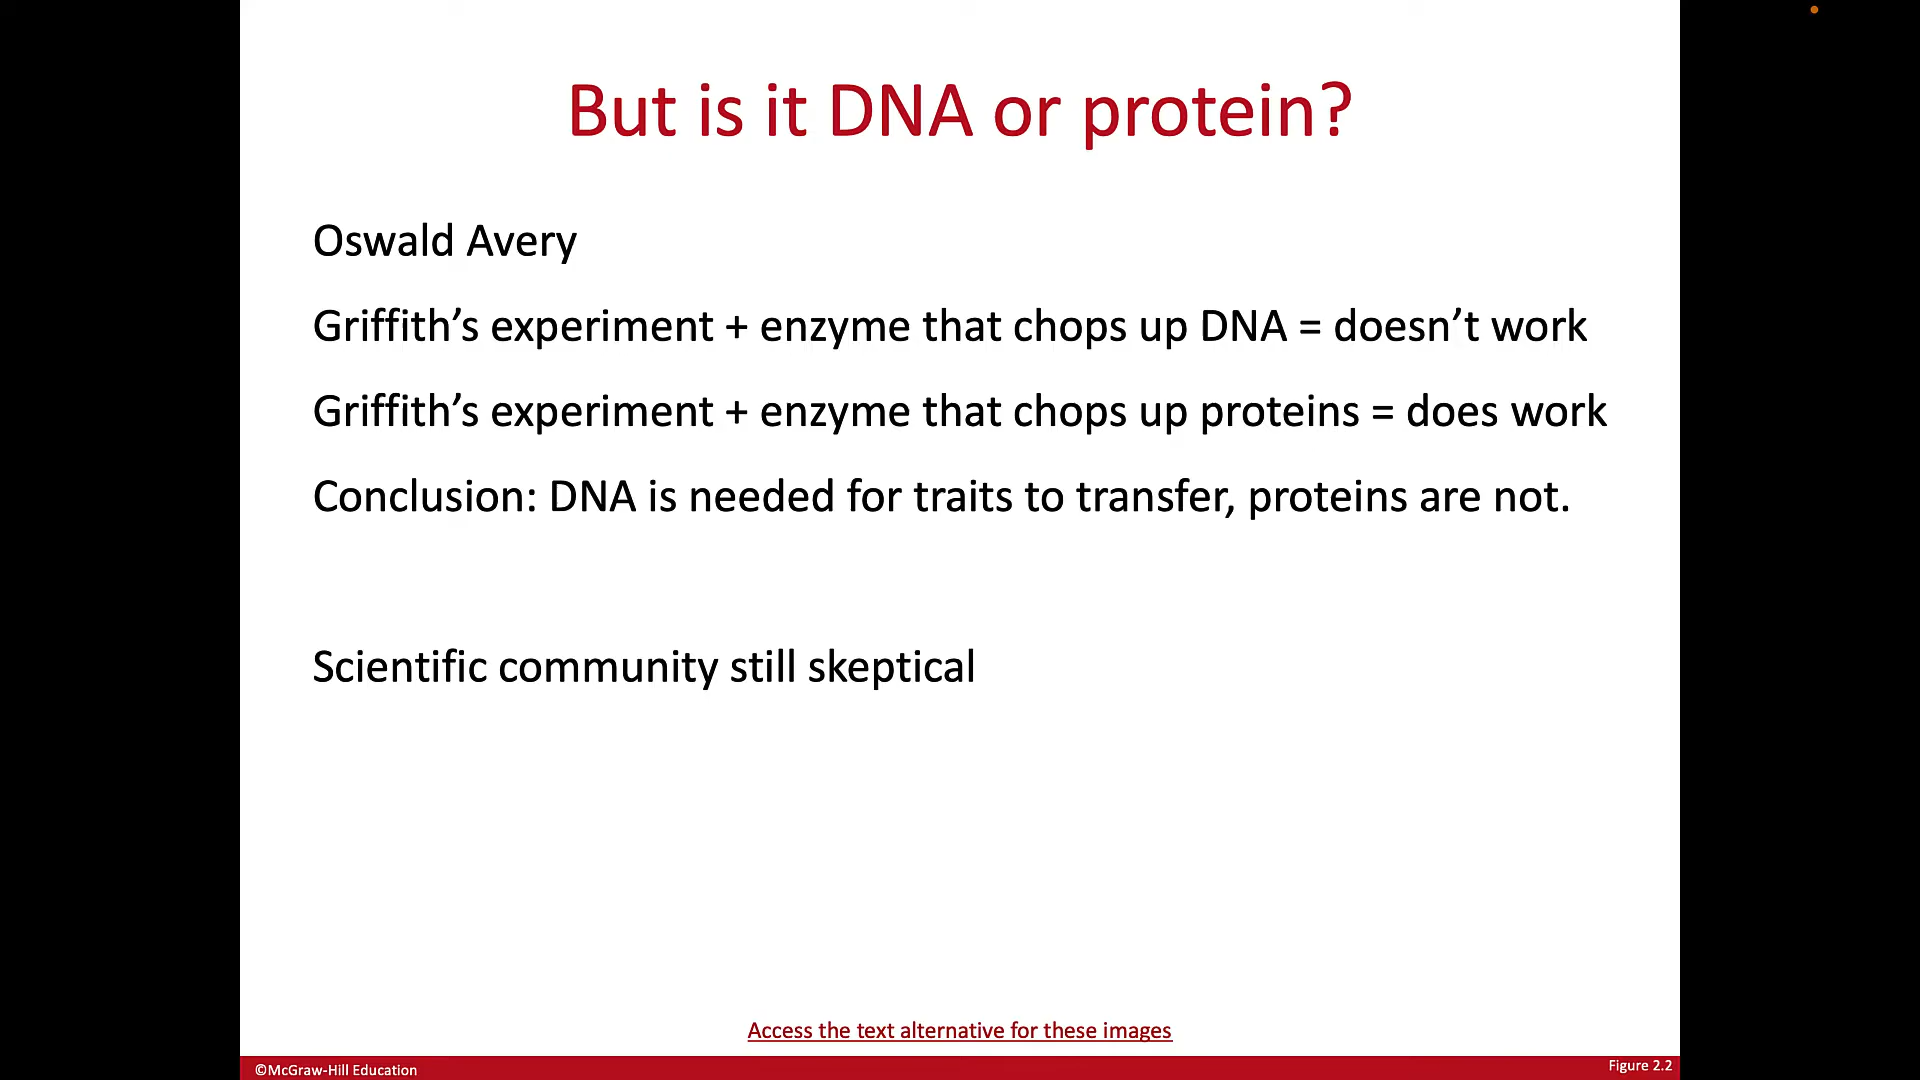 But is it DNA or protein?
Oswald Avery
Griffith’s experiment + enzyme that chops up DNA = doesn’t work
Griffith’s experiment + enzyme that chops up proteins = does work
Conclusion: DNA is needed for traits to transfer, proteins are not.
Scientific community still skeptical
Access the text alternative for these images
©McGraw-Hill Education
Figure 2.2